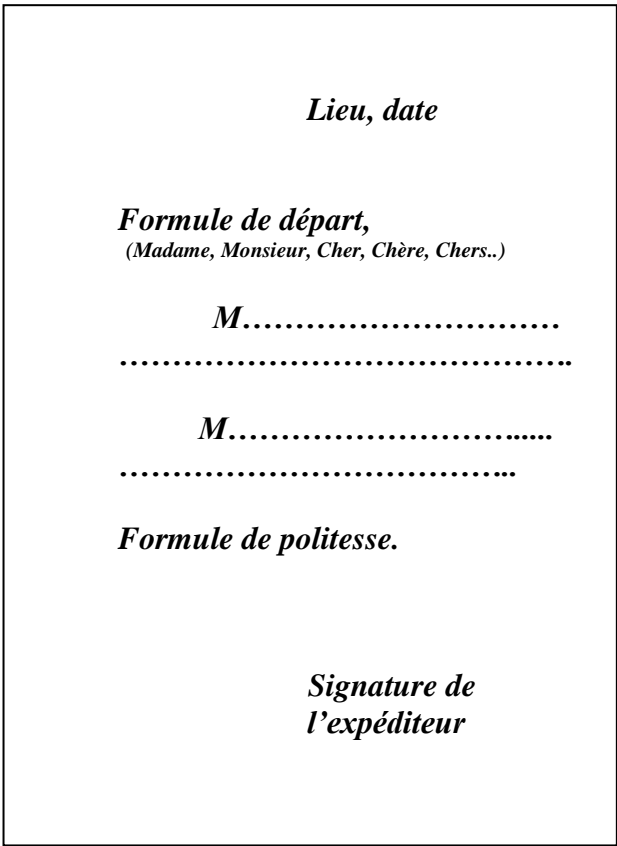 Lieu, date
Formule de départ,
(Madame, Monsieur, Cher, Chère, Chers..)
M……………………………
…………………………………………..
M………………………......
…………………………………...
Formule de politesse.
Signature de
l’expéditeur